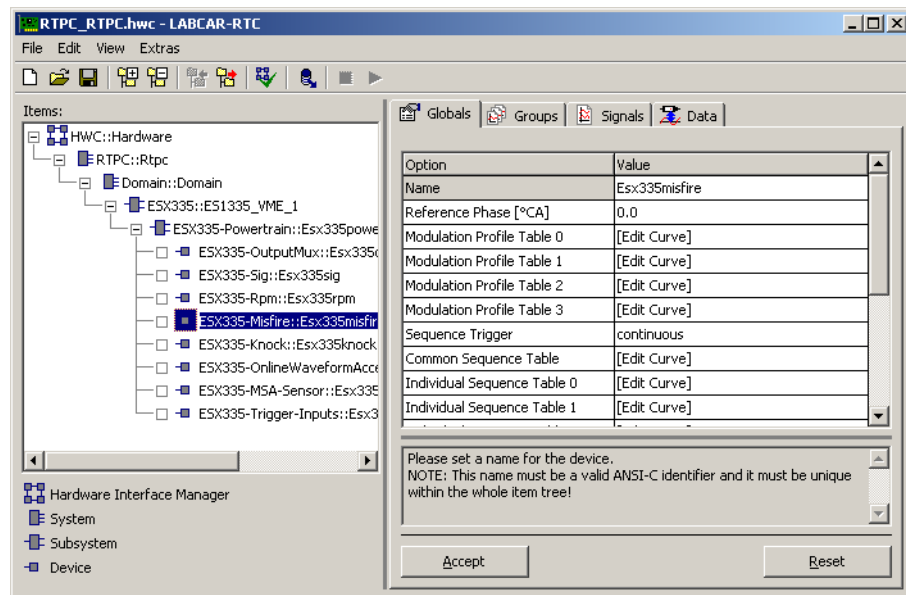 RTPC_RTPC.hwc - LABCAR-RTC
File Edit View Extras
Items:
HWC::Hardware
RTPC::Rtpc
Domain::Domain
ESX335::ES1335_VME_1
ESX335-Powertrain::Esx335powe
ESX335-OutputMux::Esx335
ESX335-Sig::Esx335sig
ESX335-Rpm::Esx335rpm
ESX335-Misfire::Esx335misfir
ESX335-Knock::Esx335knock
ESX335-OnlineWaveformAcce
ESX335-MSA-Sensor::Esx335
ESX335-Trigger-Inputs::Esx3
Hardware Interface Manager
System
Subsystem
Device
Globals Groups Signals Data
Option Value
Name Esx335misfire
Reference Phase [°CA] 0.0
Modulation Profile Table 0 [Edit Curve]
Modulation Profile Table 1 [Edit Curve]
Modulation Profile Table 2 [Edit Curve]
Modulation Profile Table 3 [Edit Curve]
Sequence Trigger continuous
Common Sequence Table [Edit Curve]
Individual Sequence Table 0 [Edit Curve]
Individual Sequence Table 1 [Edit Curve]
Please set a name for the device.
NOTE: This name must be a valid ANSI-C identifier and it must be unique
within the whole item tree!
Accept Reset